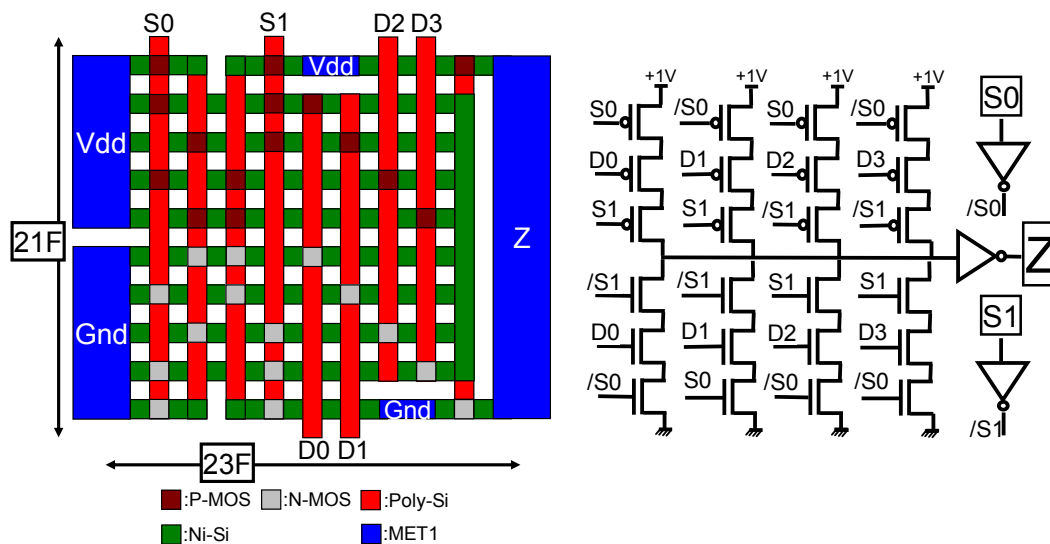 S0 S1 D2 D3
Vdd
Vdd
21F
Z
Gnd
Gnd
D0 D1
23F
:P-MOS :N-MOS :Poly-Si
:Ni-Si :MET1
+1V +1V +1V +1V
S0 /S0 S0 /S0
D0 D1 D2 D3
S1 S1 /S1 /S1
/S1 /S1 S1 S1
D0 D1 D2 D3
/S0 S0 /S0 /S0
S0
/S0
Z
S1
/S1